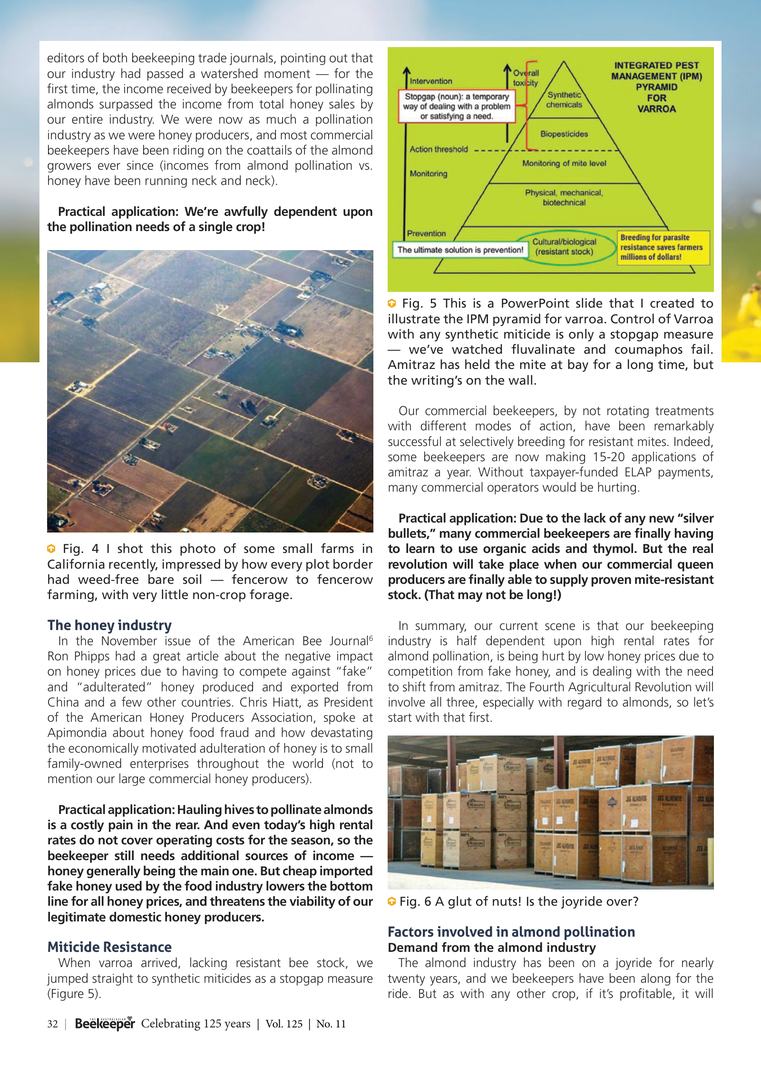 editors of both beekeeping trade journals, pointing out that
our industry had passed a watershed moment — for the
first time, the income received by beekeepers for pollinating
almonds surpassed the income from total honey sales by
our entire industry. We were now as much a pollination
industry as we were honey producers, and most commercial
beekeepers have been riding on the coattails of the almond
growers ever since (incomes from almond pollination vs.
honey have been running neck and neck).
Practical application: We're awfully dependent upon
the pollination needs of a single crop!
Fig. 4 I shot this photo of some small farms in
California recently, impressed by how every plot border
had weed-free bare soil — fencerow to fencerow
farming, with very little non-crop forage.
The honey industry
In the November issue of the American Bee Journal6
Ron Phipps had a great article about the negative impact
on honey prices due to having to compete against "fake"
and "adulterated" honey produced and exported from
China and a few other countries. Chris Hiatt, as President
of the American Honey Producers Association, spoke at
Apimondia about honey food fraud and how devastating
the economically motivated adulteration of honey is to small
family-owned enterprises throughout the world (not to
mention our large commercial honey producers).
Practical application: Hauling hives to pollinate almonds
is a costly pain in the rear. And even today's high rental
rates do not cover operating costs for the season, so the
beekeeper still needs additional sources of income —
honey generally being the main one. But cheap imported
fake honey used by the food industry lowers the bottom
line for all honey prices, and threatens the viability of our
legitimate domestic honey producers.
Miticide Resistance
When varroa arrived, lacking resistant bee stock, we
jumped straight to synthetic miticides as a stopgap measure
(Figure 5).
INTEGRATED PEST
MANAGEMENT (IPM)
PYRAMID
FOR
VARROA
Intervention
Overall
toxicity
Stopgap (noun): a temporary
way of dealing with a problem
or satisfying a need.
Synthetic
chemicals
Biopesticides
Action threshold
Monitoring of mite level
Monitoring
Physical, mechanical,
biotechnical
Prevention
The ultimate solution is prevention!
Cultural/biological
(resistant stock)
Breeding for parasite
resistance saves farmers
millions of dollars!
Fig. 5 This is a PowerPoint slide that I created to
illustrate the IPM pyramid for varroa. Control of Varroa
with any synthetic miticide is only a stopgap measure
— we've watched fluvalinate and coumaphos fail.
Amitraz has held the mite at bay for a long time, but
the writing's on the wall.
Our commercial beekeepers, by not rotating treatments
with different modes of action, have been remarkably
successful at selectively breeding for resistant mites. Indeed,
some beekeepers are now making 15-20 applications of
amitraz a year. Without taxpayer-funded ELAP payments,
many commercial operators would be hurting.
Practical application: Due to the lack of any new "silver
bullets," many commercial beekeepers are finally having
to learn to use organic acids and thymol. But the real
revolution will take place when our commercial queen
producers are finally able to supply proven mite-resistant
stock. (That may not be long!)
In summary, our current scene is that our beekeeping
industry is half dependent upon high rental rates for
almond pollination, is being hurt by low honey prices due to
competition from fake honey, and is dealing with the need
to shift from amitraz. The Fourth Agricultural Revolution will
involve all three, especially with regard to almonds, so let's
start with that first.
Fig. 6 A glut of nuts! Is the joyride over?
Factors involved in almond pollination
Demand from the almond industry
The almond industry has been on a joyride for nearly
twenty years, and we beekeepers have been along for the
ride. But as with any other crop, if it's profitable, it will
32 | Beekeeper Celebrating 125 years | Vol. 125 | No. 11